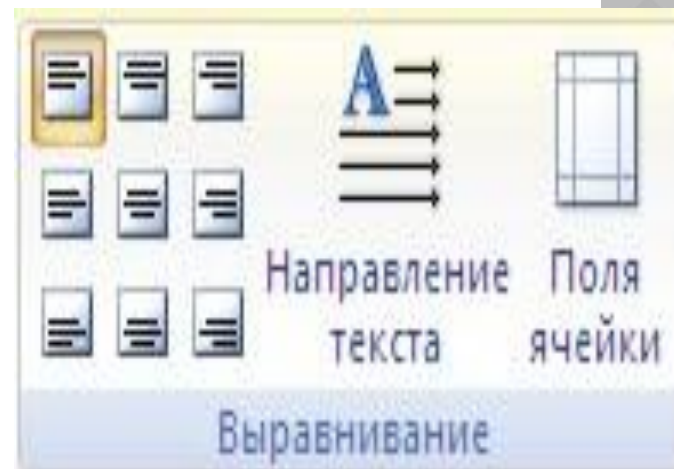 Направление
текста
Поля
ячейки
Выравнивание